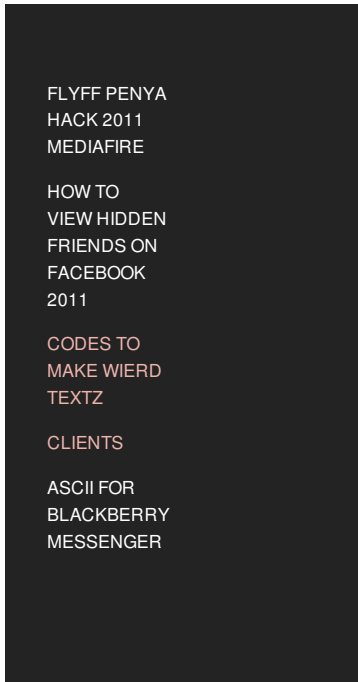 FLYFF PENYA
HACK 2011
MEDIAFIRE
HOW TO
VIEW HIDDEN
FRIENDS ON
FACEBOOK
2011
CODES TO
MAKE WIERD
TEXTZ
CLIENTS
ASCII FOR
BLACKBERRY
MESSENGER